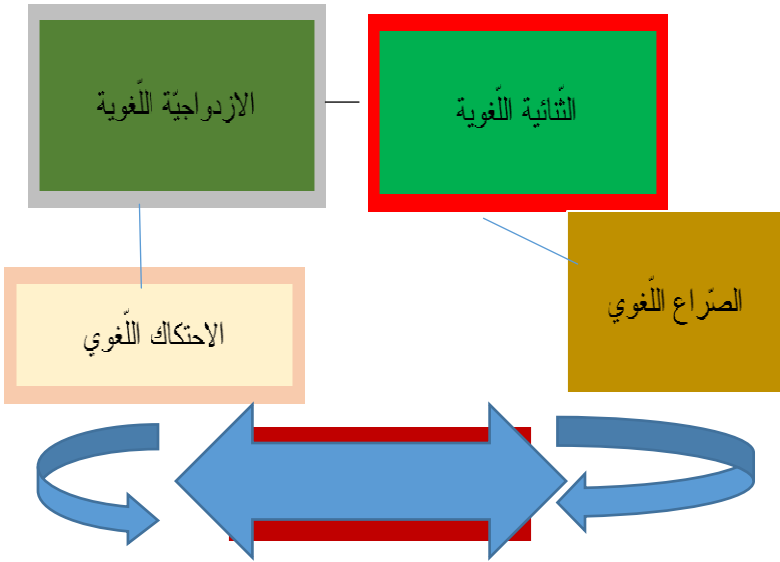 الثّنائية اللّغوية
الازدواجيّة اللّغوية
الصّراع اللّغوي
الاحتكاك اللّغوي